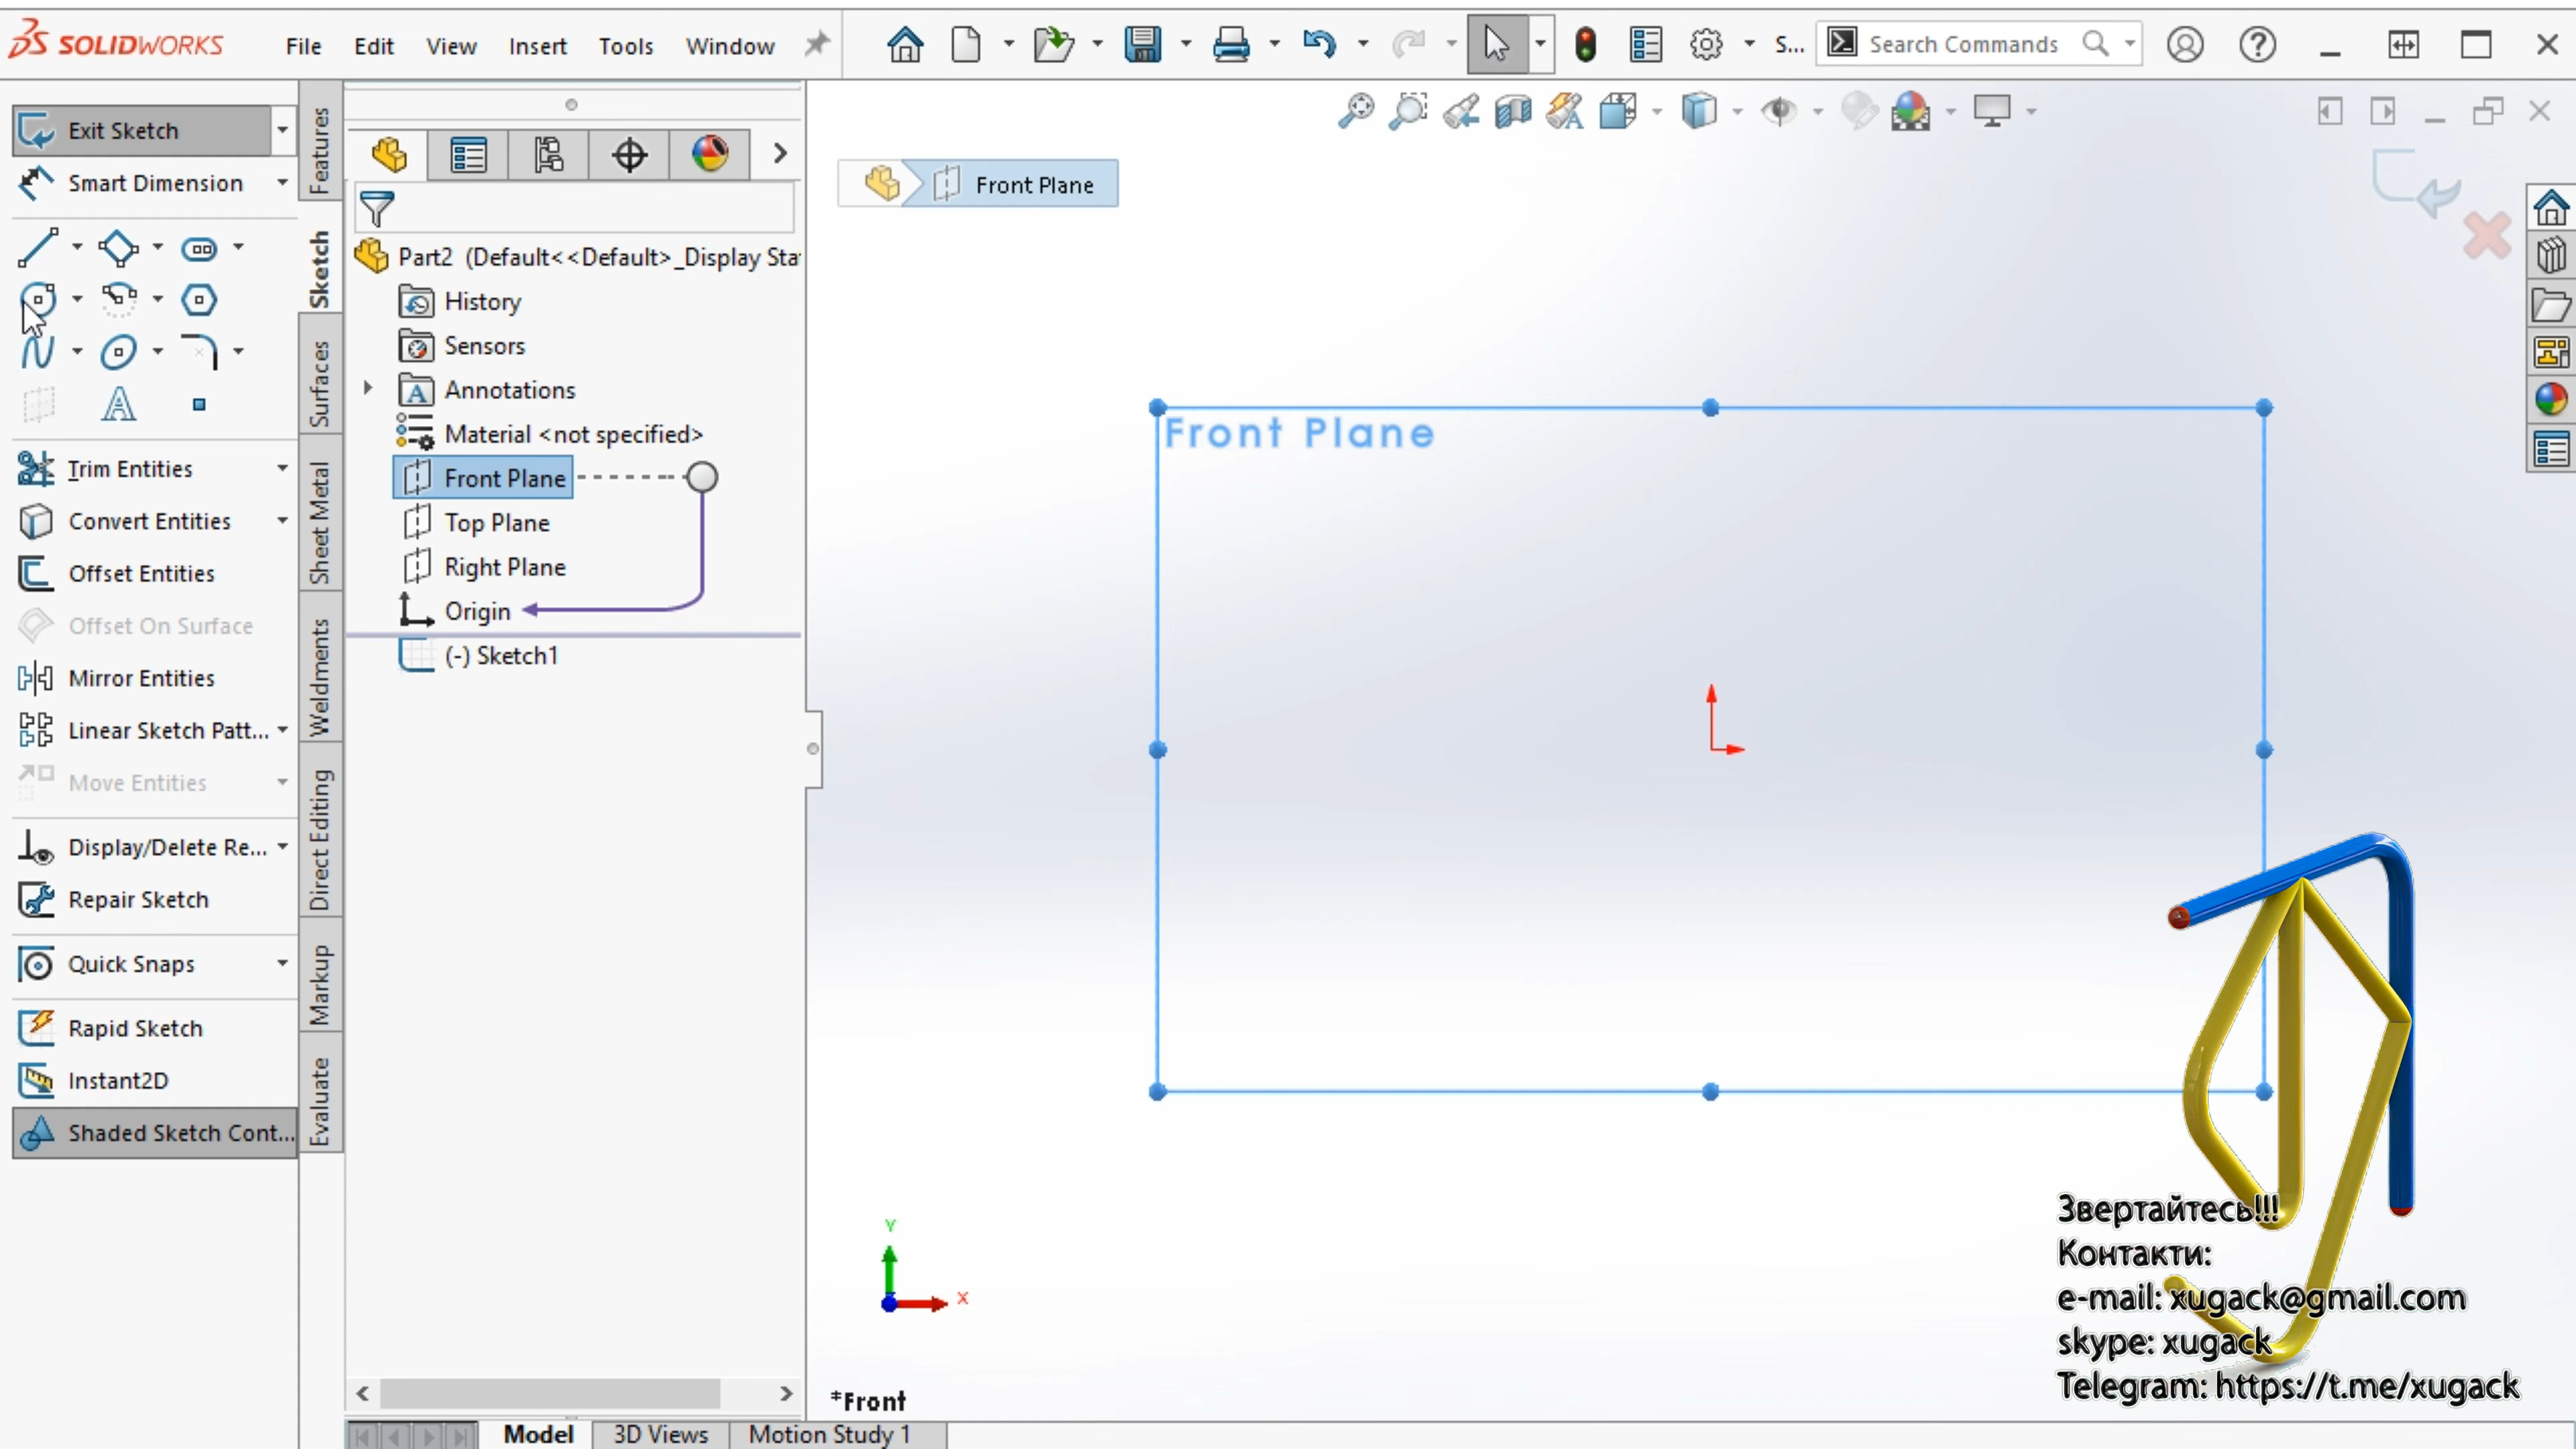 SOLIDWORKS
File Edit View Insert Tools Window
S...
Search Commands
Exit Sketch
Smart Dimension
Trim Entities
Convert Entities
Offset Entities
Offset On Surface
Mirror Entities
Linear Sketch Patt...
Move Entities
Display/Delete Re...
Repair Sketch
Quick Snaps
Rapid Sketch
Instant2D
Shaded Sketch Cont...
Features
Sketch
Surfaces
Sheet Metal
Weldments
Direct Editing
Markup
Evaluate
Part2 (Default<<Default>_Display Sta
History
Sensors
Annotations
Material <not specified>
Front Plane
Top Plane
Right Plane
Origin
(-) Sketch1
Front Plane
Front Plane
Y
X
*Front
Звертайтесь!!!
Контакти:
e-mail: xugack@gmail.com
skype: xugack
Telegram: https://t.me/xugack
Model
3D Views
Motion Study 1